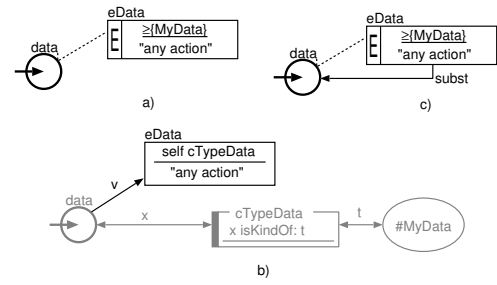 eData
data
E
≥{MyData}
"any action"
a)
eData
data
E
≥{MyData}
"any action"
subst
c)
eData
self cTypeData
"any action"
data
v
x
cTypeData
x isKindOf: t
t
#MyData
b)